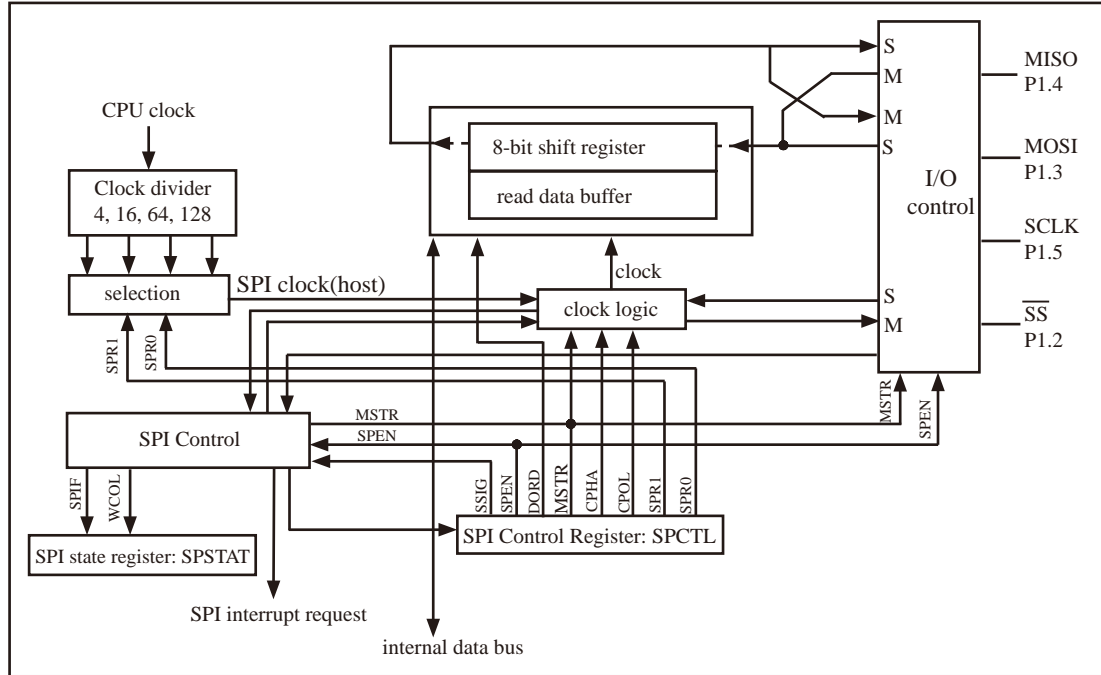 CPU clock
Clock divider
4, 16, 64, 128
selection
SPI clock(host)
SPR1
SPR0
8-bit shift register
read data buffer
clock
clock logic
S
M
M
S
S
M
I/O
control
MISO
P1.4
MOSI
P1.3
SCLK
P1.5
SS
P1.2
MSTR
SPEN
SPI Control
MSTR
SPEN
SPIF
WCOL
SSIG
SPEN
DORD
MSTR
CPHA
CPOL
SPR1
SPR0
SPI state register: SPSTAT
SPI Control Register: SPCTL
SPI interrupt request
internal data bus